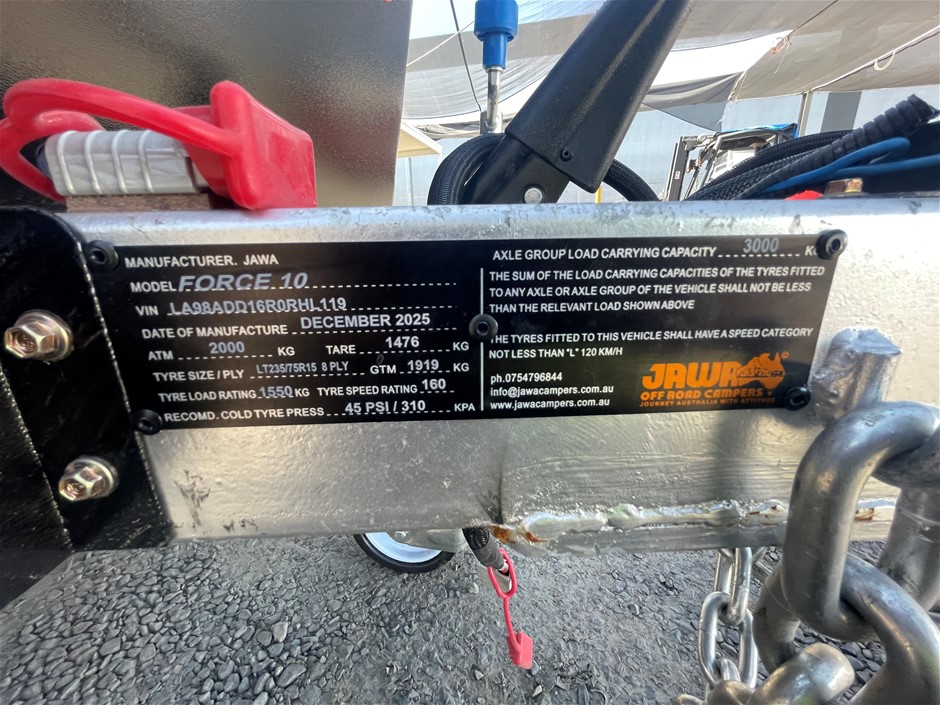 MANUFACTURER. JAWA
MODEL FORCE 10
VIN LA98ADD16R0RHL119
DATE OF MANUFACTURE DECEMBER 2025
ATM 2000 KG TARE 1476 KG
TYRE SIZE / PLY LT235/75R15 8 PLY GTM 1919 KG
TYRE LOAD RATING 1550 KG TYRE SPEED RATING 160
RECOMD. COLD TYRE PRESS 45 PSI / 310 KPA
AXLE GROUP LOAD CARRYING CAPACITY 3000 KG
THE SUM OF THE LOAD CARRYING CAPACITIES OF THE TYRES FITTED
TO ANY AXLE OR AXLE GROUP OF THE VEHICLE SHALL NOT BE LESS
THAN THE RELEVANT LOAD SHOWN ABOVE
THE TYRES FITTED TO THIS VEHICLE SHALL HAVE A SPEED CATEGORY
NOT LESS THAN "L" 120 KM/H
ph.0754796844
info@jawacampers.com.au
www.jawacampers.com.au
JAWA
OFF ROAD CAMPERS
JOURNEY AUSTRALIA WITH ATTITUDE